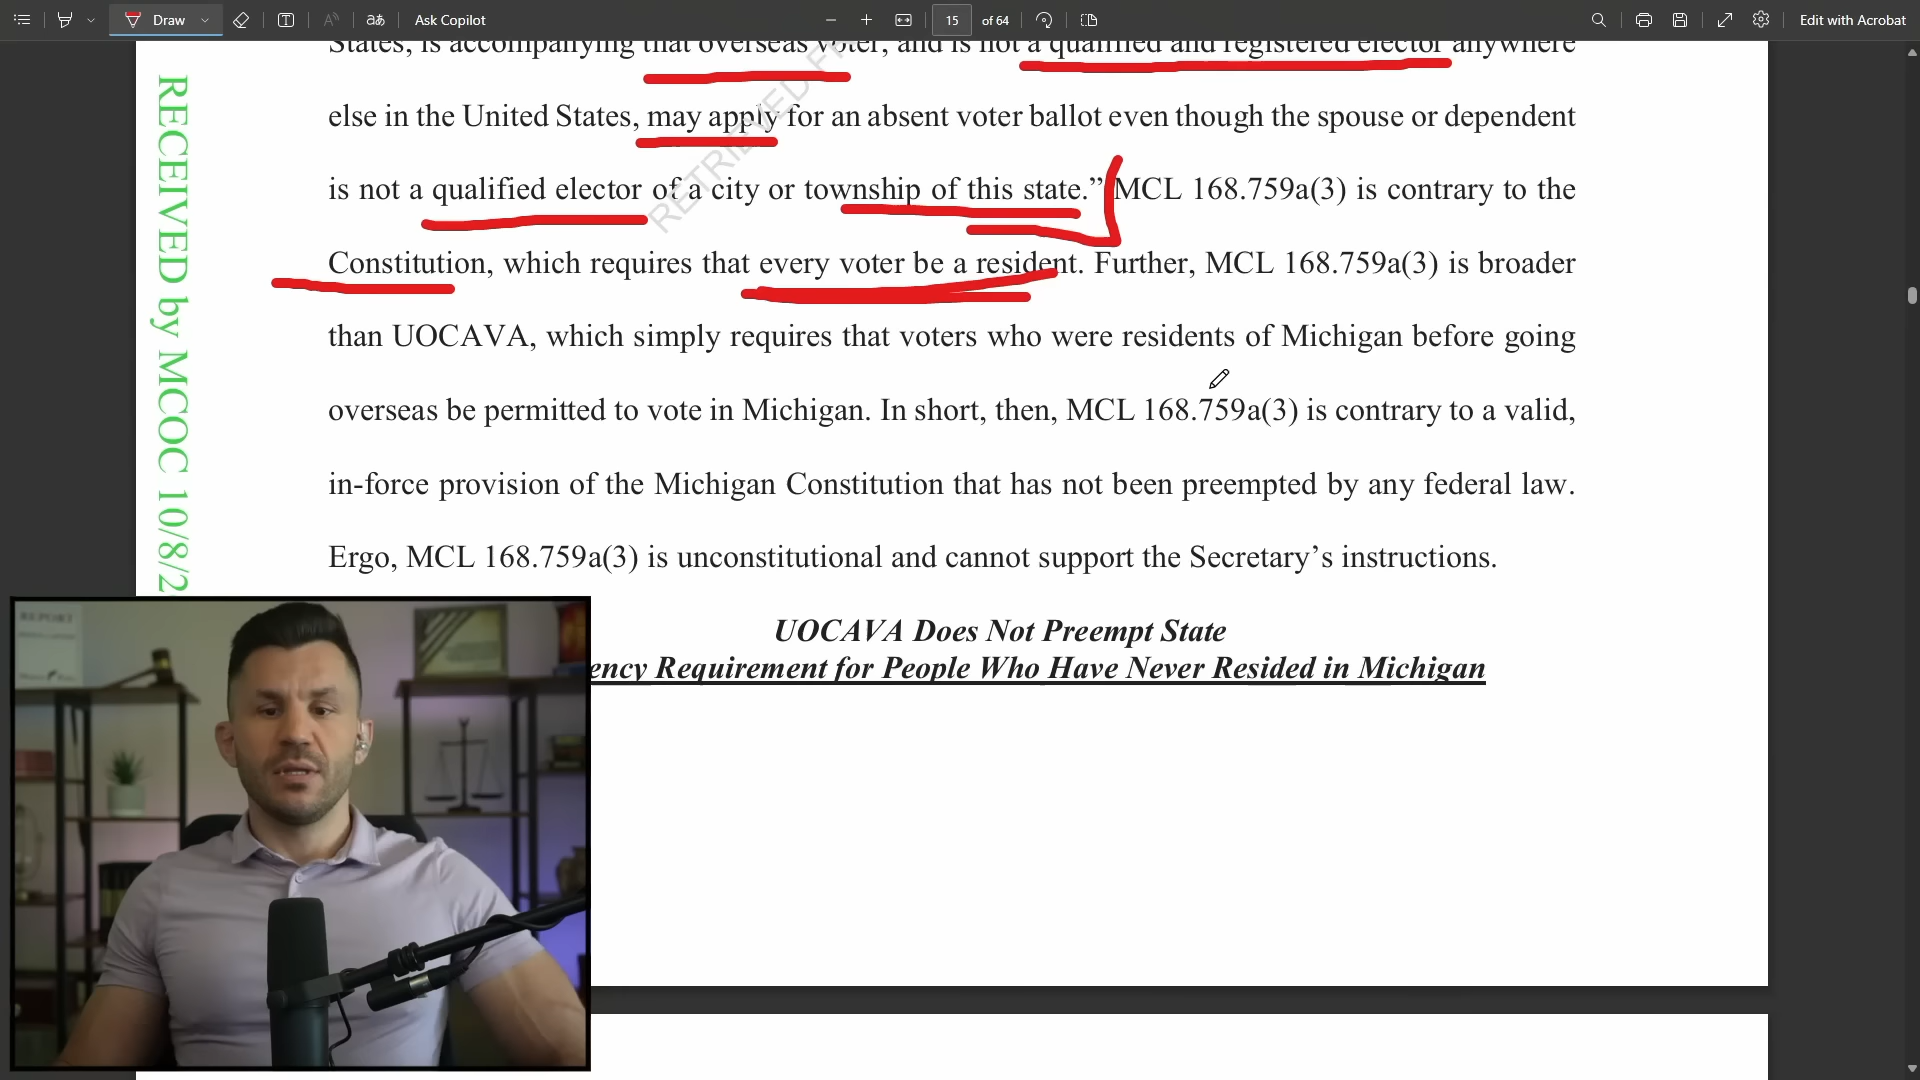 Draw
Ask Copilot
15
of 64
Edit with Acrobat
States, is accompanying that overseas voter, and is not a qualified and registered elector anywhere
else in the United States, may apply for an absent voter ballot even though the spouse or dependent
is not a qualified elector of a city or township of this state.” MCL 168.759a(3) is contrary to the
Constitution, which requires that every voter be a resident. Further, MCL 168.759a(3) is broader
than UOCAVA, which simply requires that voters who were residents of Michigan before going
overseas be permitted to vote in Michigan. In short, then, MCL 168.759a(3) is contrary to a valid,
in-force provision of the Michigan Constitution that has not been preempted by any federal law.
Ergo, MCL 168.759a(3) is unconstitutional and cannot support the Secretary’s instructions.
UOCAVA Does Not Preempt State
ency Requirement for People Who Have Never Resided in Michigan
RECEIVED by MCOC 10/8/2
RETRIEVED F
REPORT